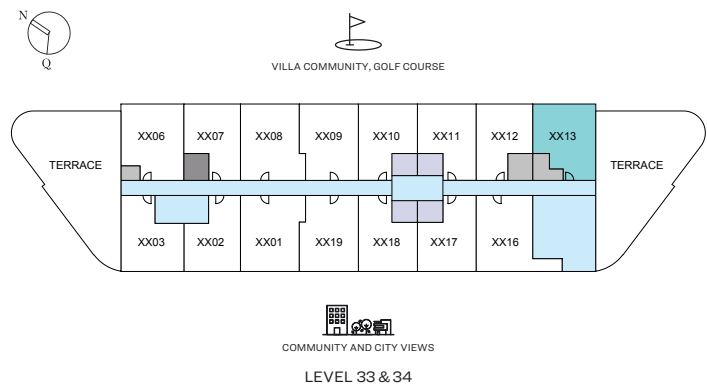 N
Q
VILLA COMMUNITY, GOLF COURSE
XX06 XX07 XX08 XX09 XX10 XX11 XX12 XX13
TERRACE TERRACE
XX03 XX02 XX01 XX19 XX18 XX17 XX16
COMMUNITY AND CITY VIEWS
LEVEL 33 & 34